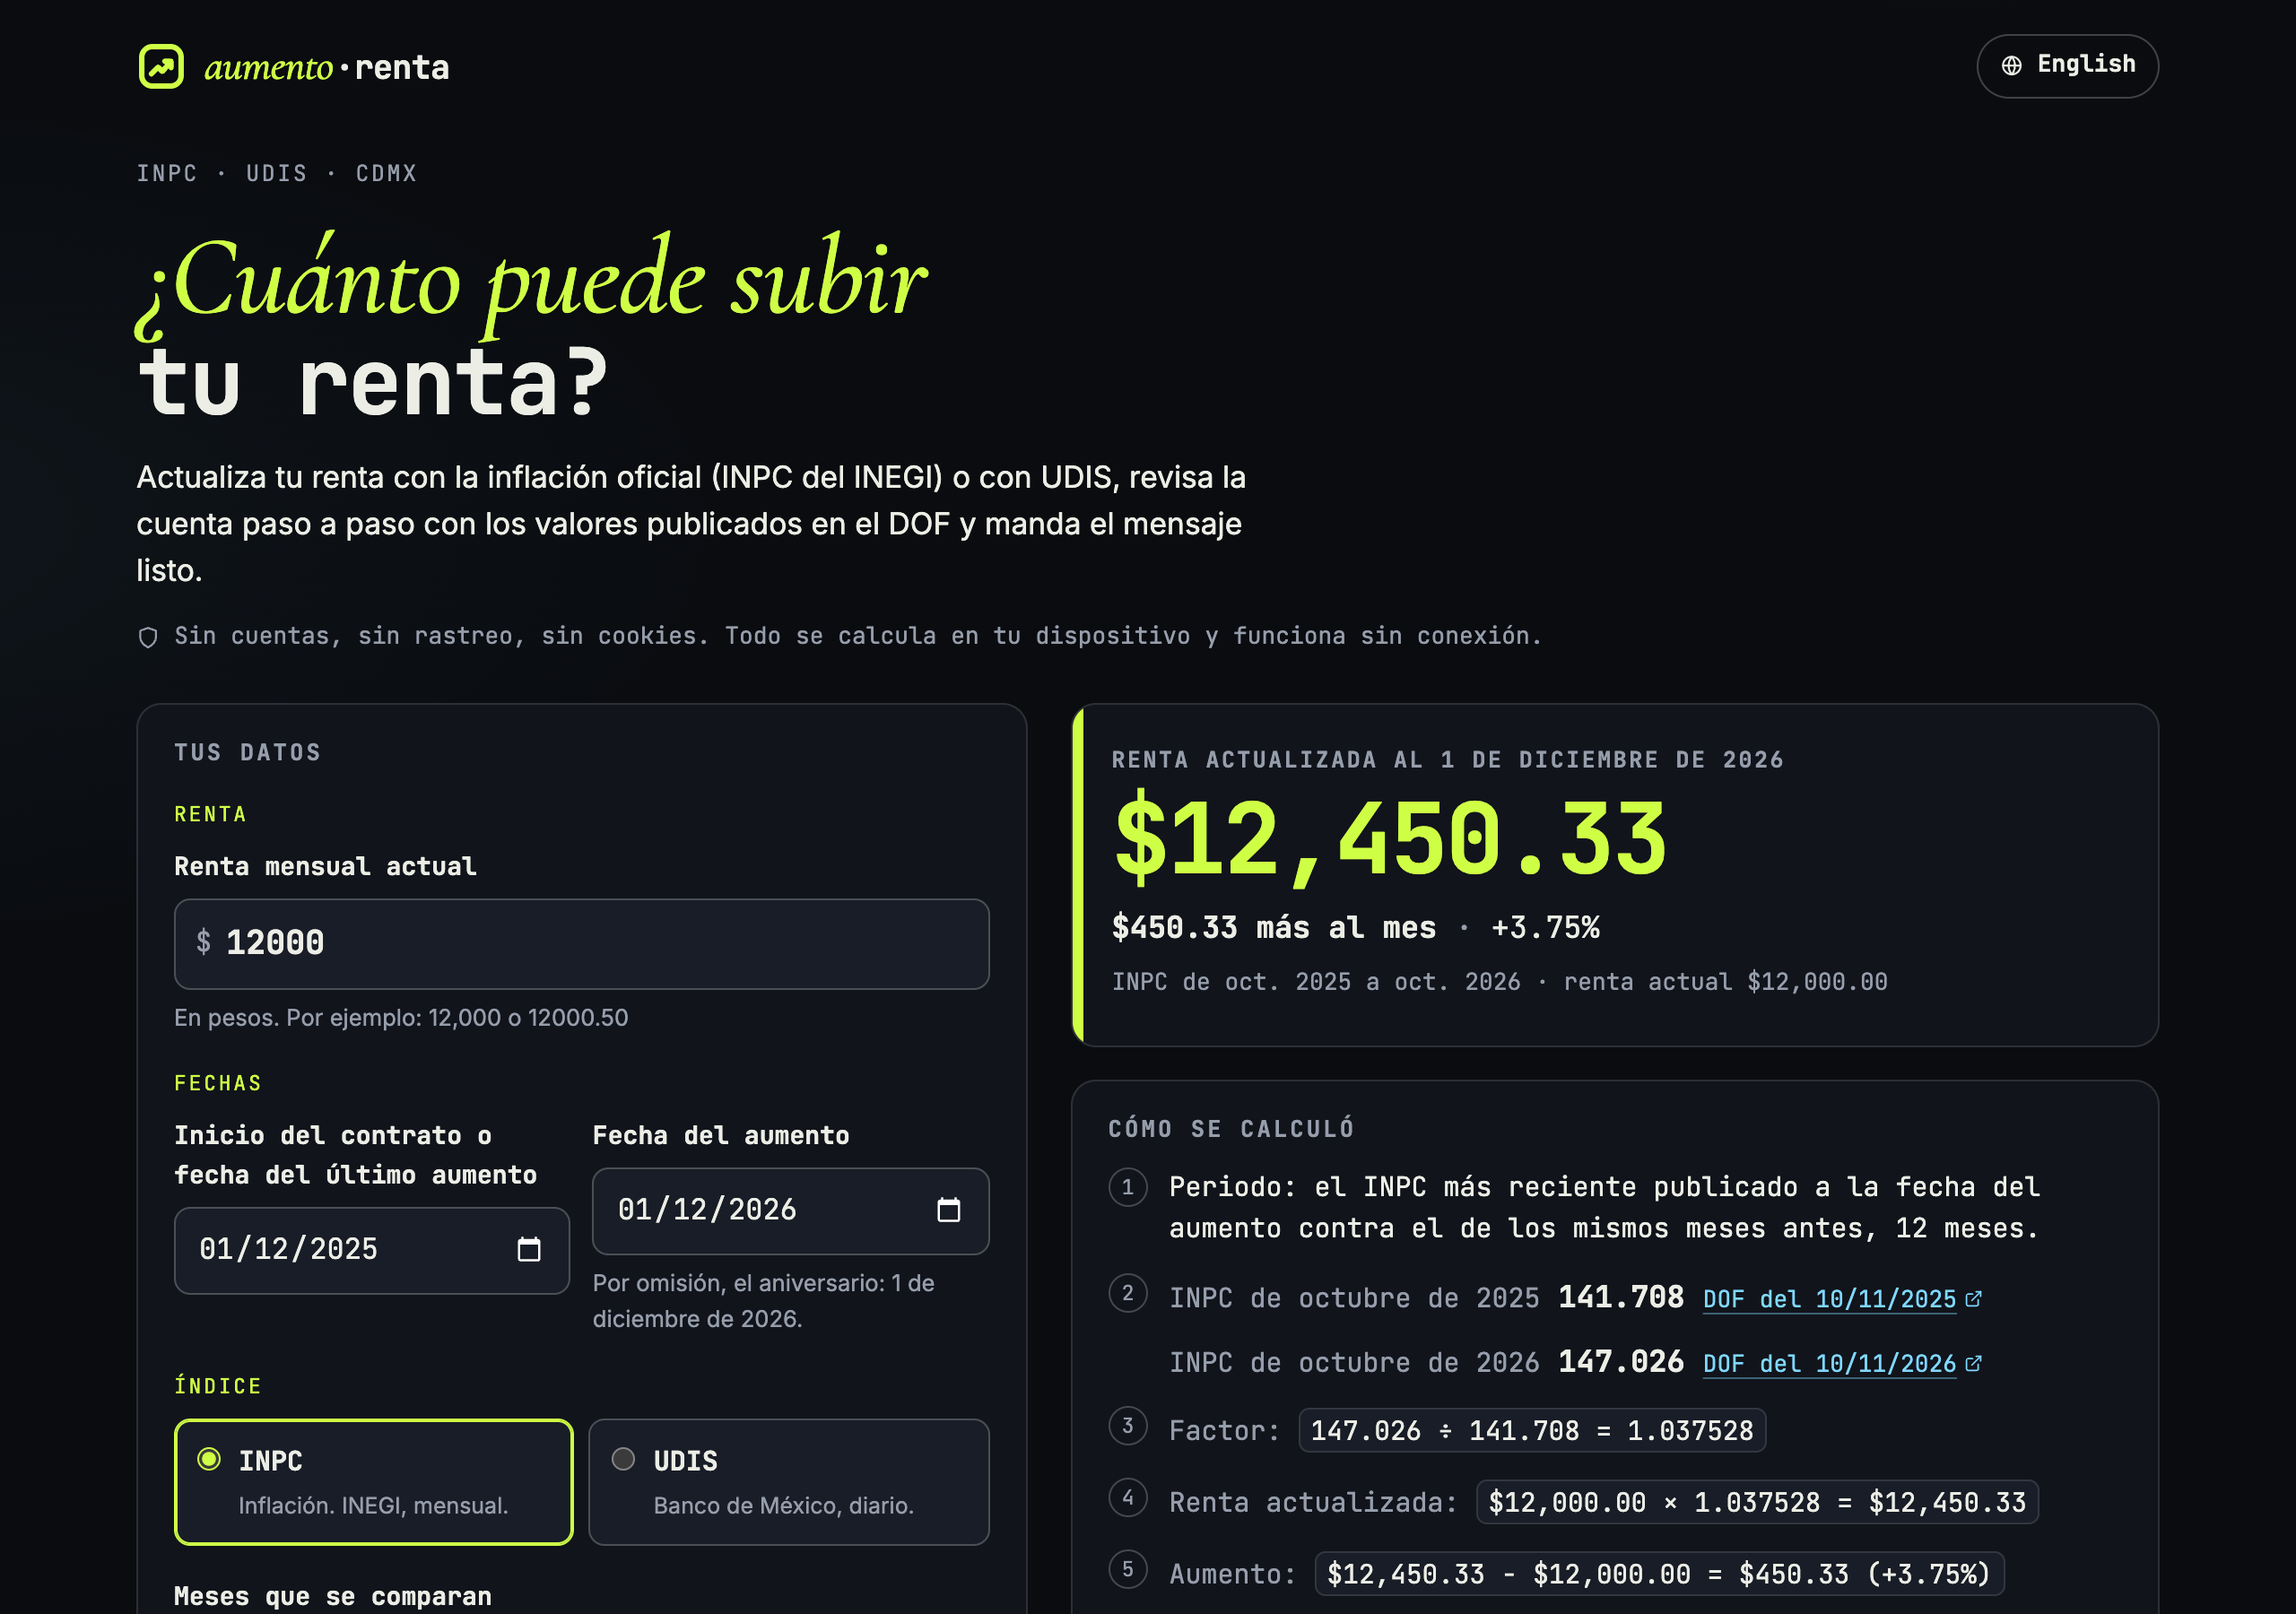 aumento·renta
English
INPC · UDIS · CDMX
¿Cuánto puede subir
tu renta?
Actualiza tu renta con la inflación oficial (INPC del INEGI) o con UDIS, revisa la
cuenta paso a paso con los valores publicados en el DOF y manda el mensaje
listo.
Sin cuentas, sin rastreo, sin cookies. Todo se calcula en tu dispositivo y funciona sin conexión.
TUS DATOS
RENTA
Renta mensual actual
$ 12000
En pesos. Por ejemplo: 12,000 o 12000.50
FECHAS
Inicio del contrato o
fecha del último aumento
01/12/2025
Fecha del aumento
01/12/2026
Por omisión, el aniversario: 1 de
diciembre de 2026.
ÍNDICE
INPC
Inflación. INEGI, mensual.
UDIS
Banco de México, diario.
Meses que se comparan
RENTA ACTUALIZADA AL 1 DE DICIEMBRE DE 2026
$12,450.33
$450.33 más al mes · +3.75%
INPC de oct. 2025 a oct. 2026 · renta actual $12,000.00
CÓMO SE CALCULÓ
1 Periodo: el INPC más reciente publicado a la fecha del
aumento contra el de los mismos meses antes, 12 meses.
2 INPC de octubre de 2025 141.708 DOF del 10/11/2025
INPC de octubre de 2026 147.026 DOF del 10/11/2026
3 Factor: 147.026 ÷ 141.708 = 1.037528
4 Renta actualizada: $12,000.00 × 1.037528 = $12,450.33
5 Aumento: $12,450.33 - $12,000.00 = $450.33 (+3.75%)